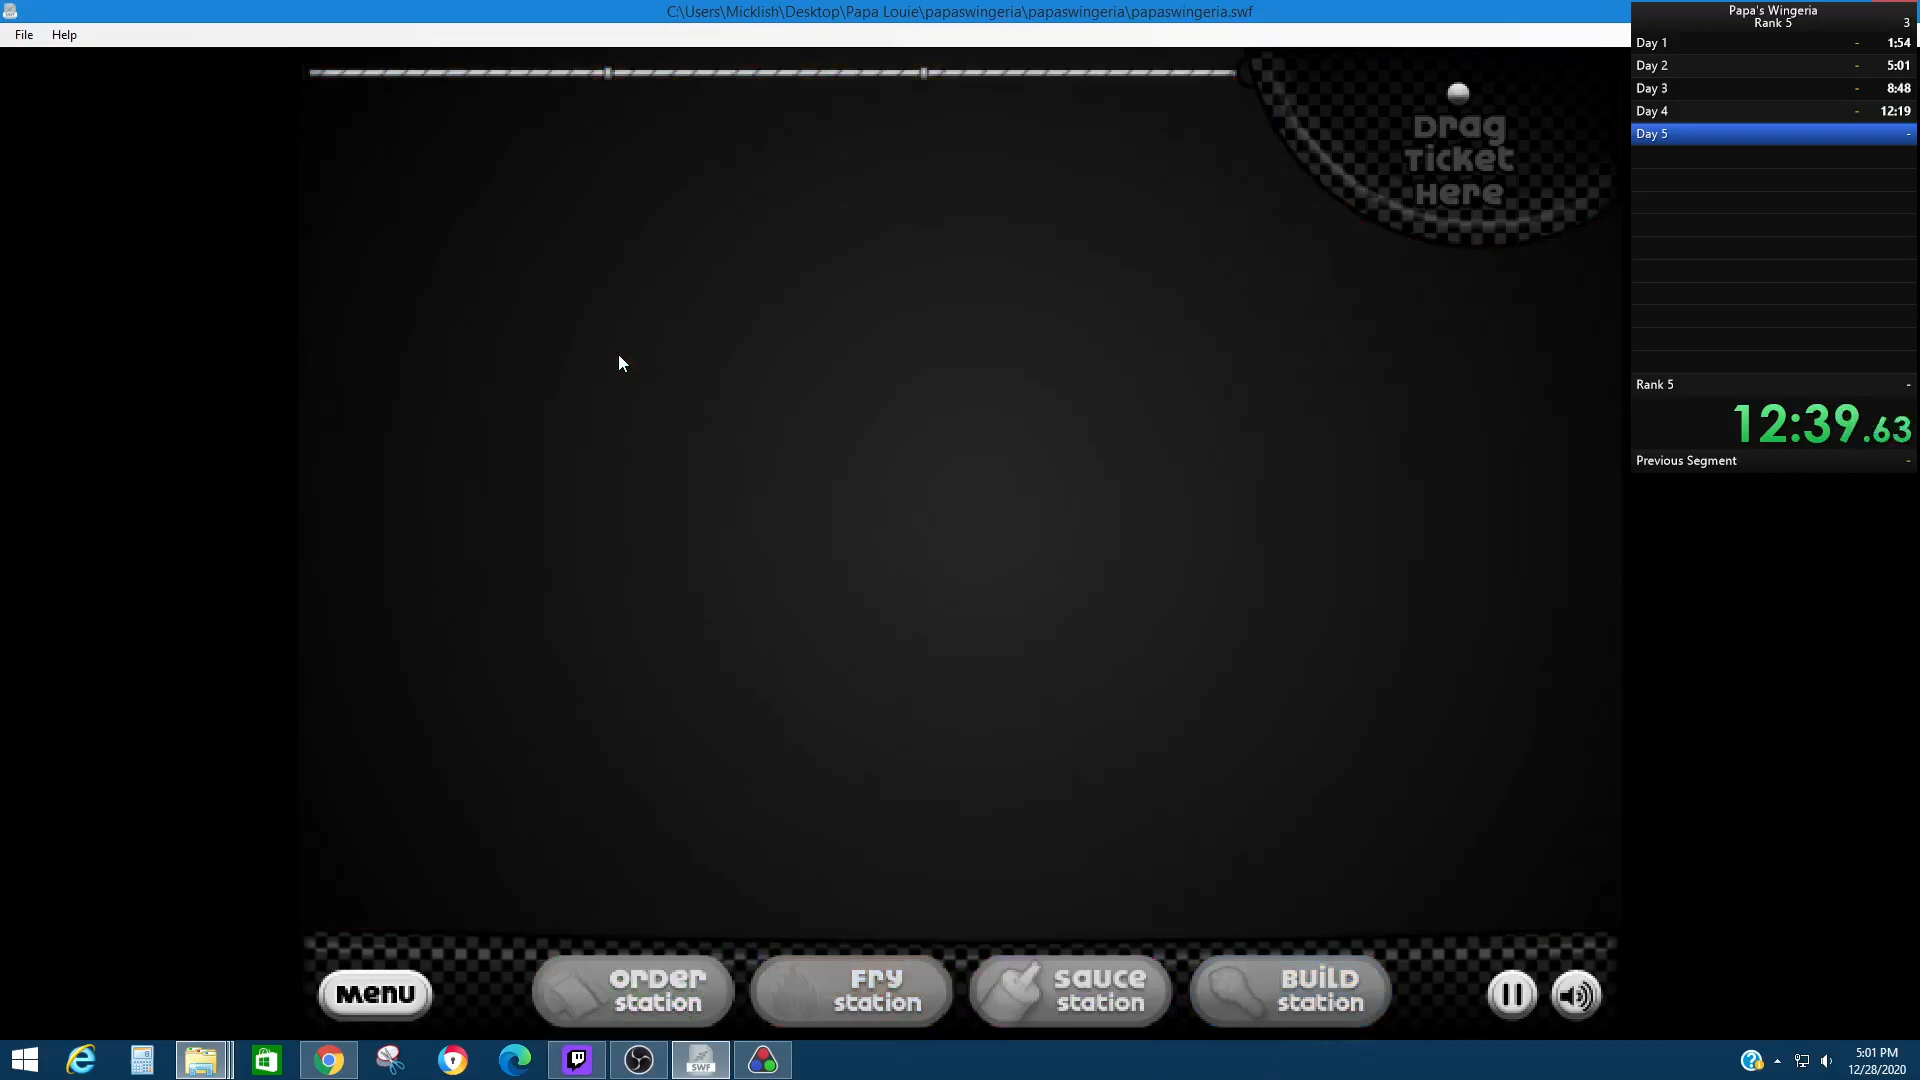 C:\Users\Micklish\Desktop\Papa Louie\papaswingeria\papaswingeria\papaswingeria.swf
File Help
Papa's Wingeria
Rank 5 3
Day 1 - 1:54
Day 2 - 5:01
Day 3 - 8:48
Day 4 - 12:19
Day 5 -
Rank 5 -
12:39.63
Previous Segment -
Drag
Ticket
Here
menu
order
station
Fry
station
sauce
station
BUiLD
station
SWF
5:01 PM
12/28/2020